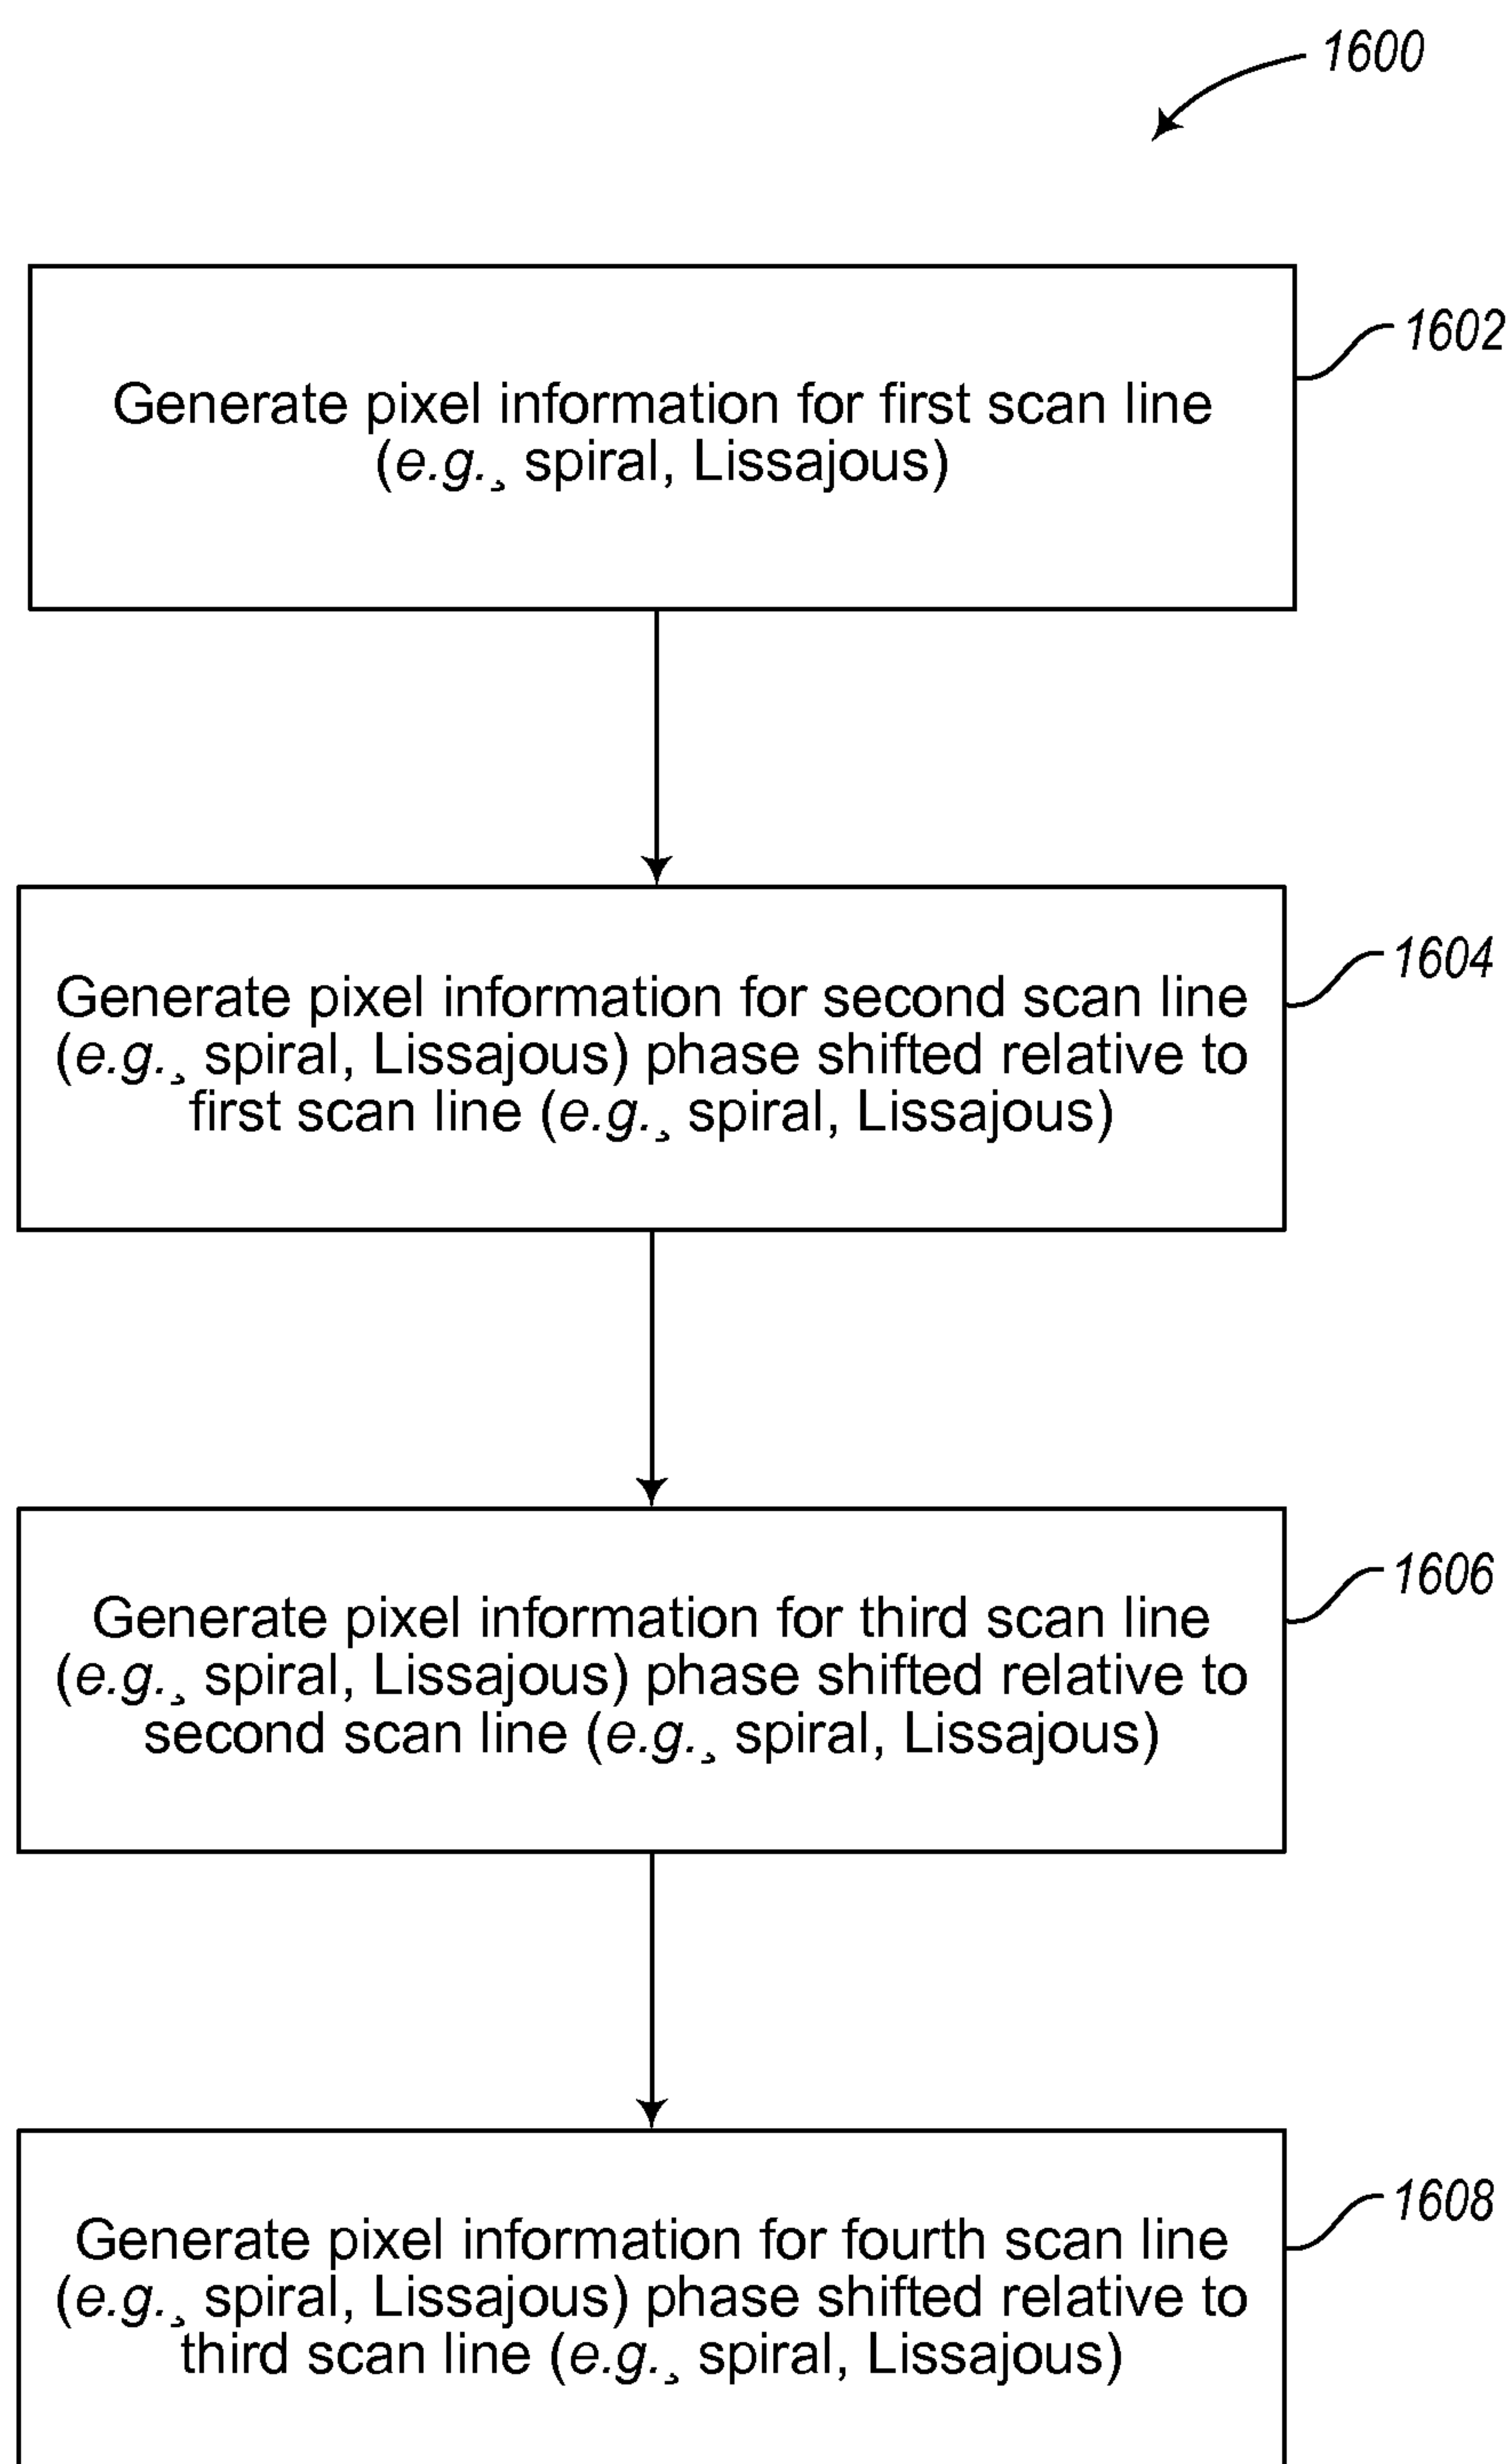 1600
1602
Generate pixel information for first scan line
(e.g.¸ spiral, Lissajous)
1604
Generate pixel information for second scan line
(e.g.¸ spiral, Lissajous) phase shifted relative to
first scan line (e.g.¸ spiral, Lissajous)
1606
Generate pixel information for third scan line
(e.g.¸ spiral, Lissajous) phase shifted relative to
second scan line (e.g.¸ spiral, Lissajous)
1608
Generate pixel information for fourth scan line
(e.g.¸ spiral, Lissajous) phase shifted relative to
third scan line (e.g.¸ spiral, Lissajous)